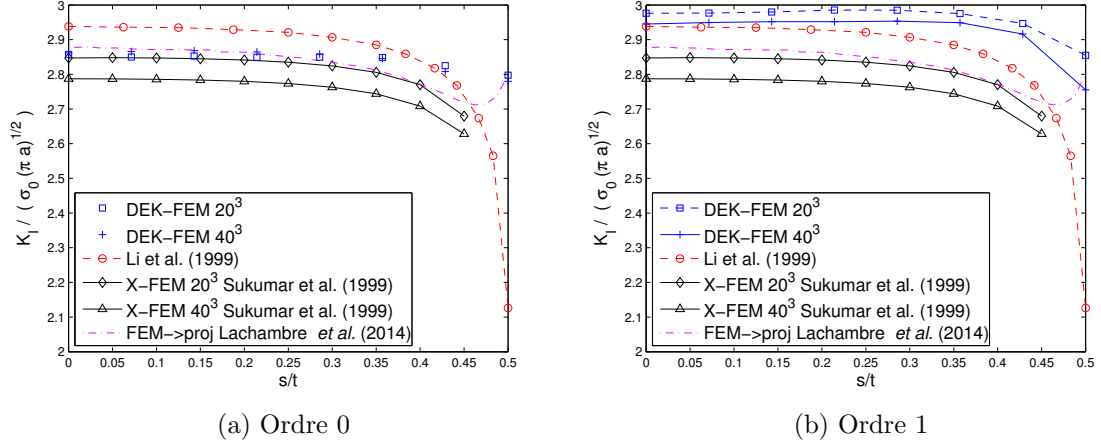 3
2.9
2.8
2.7
2.6
2.5
2.4
2.3
2.2
2.1
2
K_I / ( σ_0 (π a)^{1/2}
DEK−FEM 20^3
DEK−FEM 40^3
Li et al. (1999)
X−FEM 20^3 Sukumar et al. (1999)
X−FEM 40^3 Sukumar et al. (1999)
FEM−>proj Lachambre et al. (2014)
0 0.05 0.1 0.15 0.2 0.25 0.3 0.35 0.4 0.45 0.5
s/t
(a) Ordre 0
3
2.9
2.8
2.7
2.6
2.5
2.4
2.3
2.2
2.1
2
K_I / ( σ_0 (π a)^{1/2}
DEK−FEM 20^3
DEK−FEM 40^3
Li et al. (1999)
X−FEM 20^3 Sukumar et al. (1999)
X−FEM 40^3 Sukumar et al. (1999)
FEM−>proj Lachambre et al. (2014)
0 0.05 0.1 0.15 0.2 0.25 0.3 0.35 0.4 0.45 0.5
s/t
(b) Ordre 1